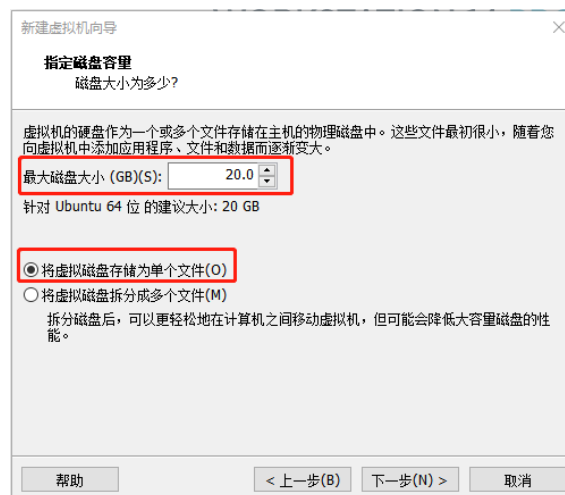 新建虚拟机向导
指定磁盘容量
磁盘大小为多少?
虚拟机的硬盘作为一个或多个文件存储在主机的物理磁盘中。这些文件最初很小，随着您
向虚拟机中添加应用程序、文件和数据而逐渐变大。
最大磁盘大小 (GB)(S): 20.0
针对 Ubuntu 64 位 的建议大小: 20 GB
将虚拟磁盘存储为单个文件(O)
将虚拟磁盘拆分成多个文件(M)
拆分磁盘后，可以更轻松地在计算机之间移动虚拟机，但可能会降低大容量磁盘的性
能。
帮助 < 上一步(B) 下一步(N) > 取消